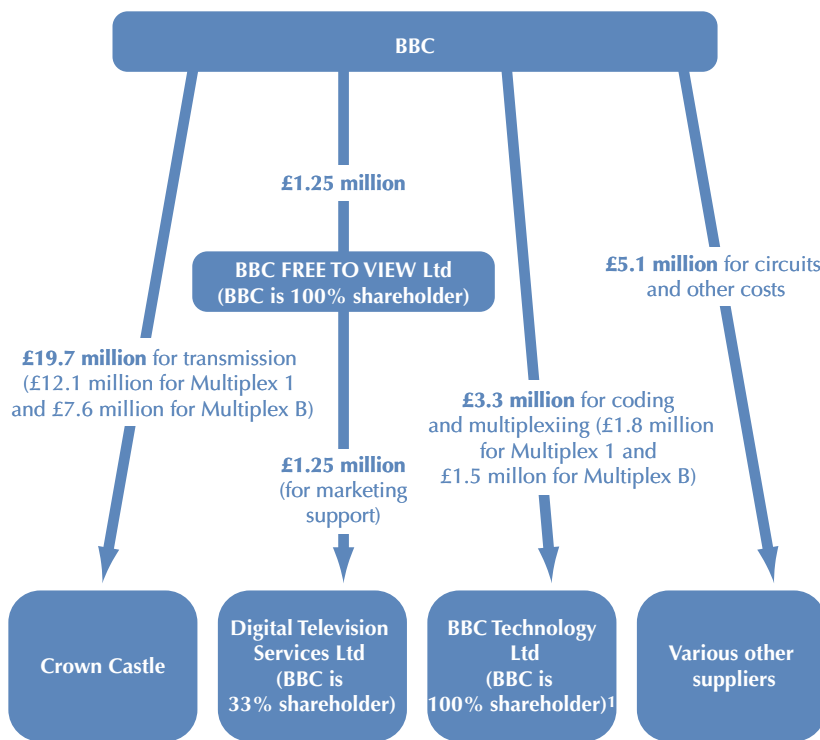 BBC
£1.25 million
BBC FREE TO VIEW Ltd
(BBC is 100% shareholder)
£5.1 million for circuits
and other costs
£19.7 million for transmission
(£12.1 million for Multiplex 1
and £7.6 million for Multiplex B)
£3.3 million for coding
and multiplexiing (£1.8 million
for Multiplex 1 and
£1.5 millon for Multiplex B)
£1.25 million
(for marketing
support)
Crown Castle
Digital Television
Services Ltd
(BBC is
33% shareholder)
BBC Technology
Ltd
(BBC is
100% shareholder)¹
Various other
suppliers